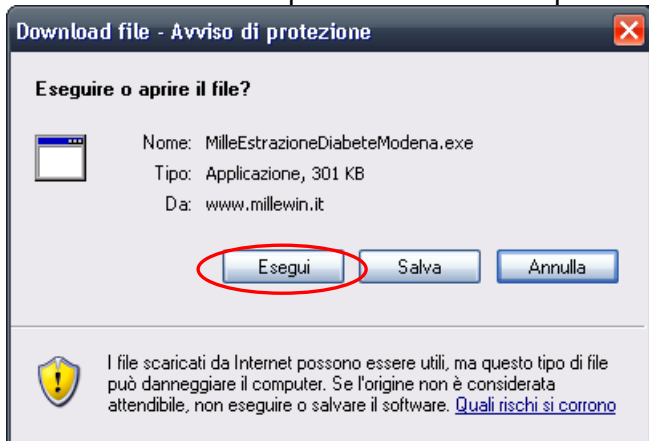 Download file - Avviso di protezione
Eseguire o aprire il file?
Nome: MilleEstrazioneDiabeteModena.exe
Tipo: Applicazione, 301 KB
Da: www.millewin.it
Esegui Salva Annulla
I file scaricati da Internet possono essere utili, ma questo tipo di file
può danneggiare il computer. Se l'origine non è considerata
attendibile, non eseguire o salvare il software. Quali rischi si corrono